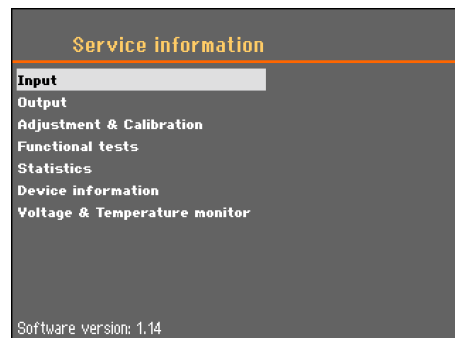 Service information
Input
Output
Adjustment & Calibration
Functional tests
Statistics
Device information
Voltage & Temperature monitor
Software version: 1.14